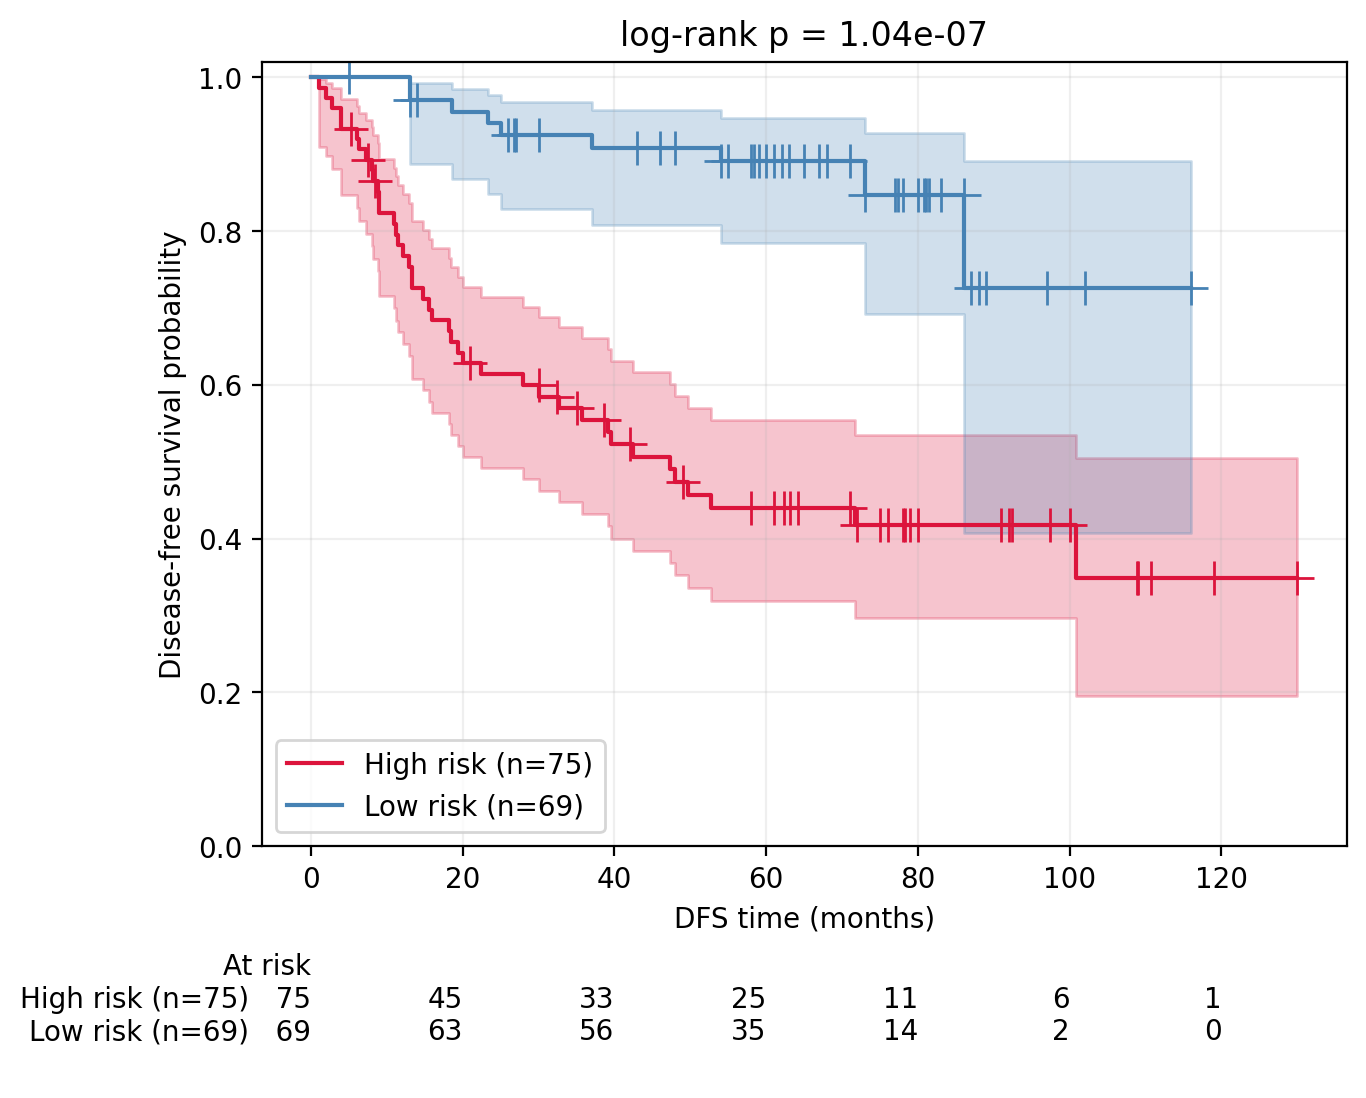 log-rank p = 1.04e-07
1.0
0.8
0.6
0.4
0.2
0.0
Disease-free survival probability
High risk (n=75)
Low risk (n=69)
0 20 40 60 80 100 120
DFS time (months)
At risk
High risk (n=75) 75 45 33 25 11 6 1
Low risk (n=69) 69 63 56 35 14 2 0